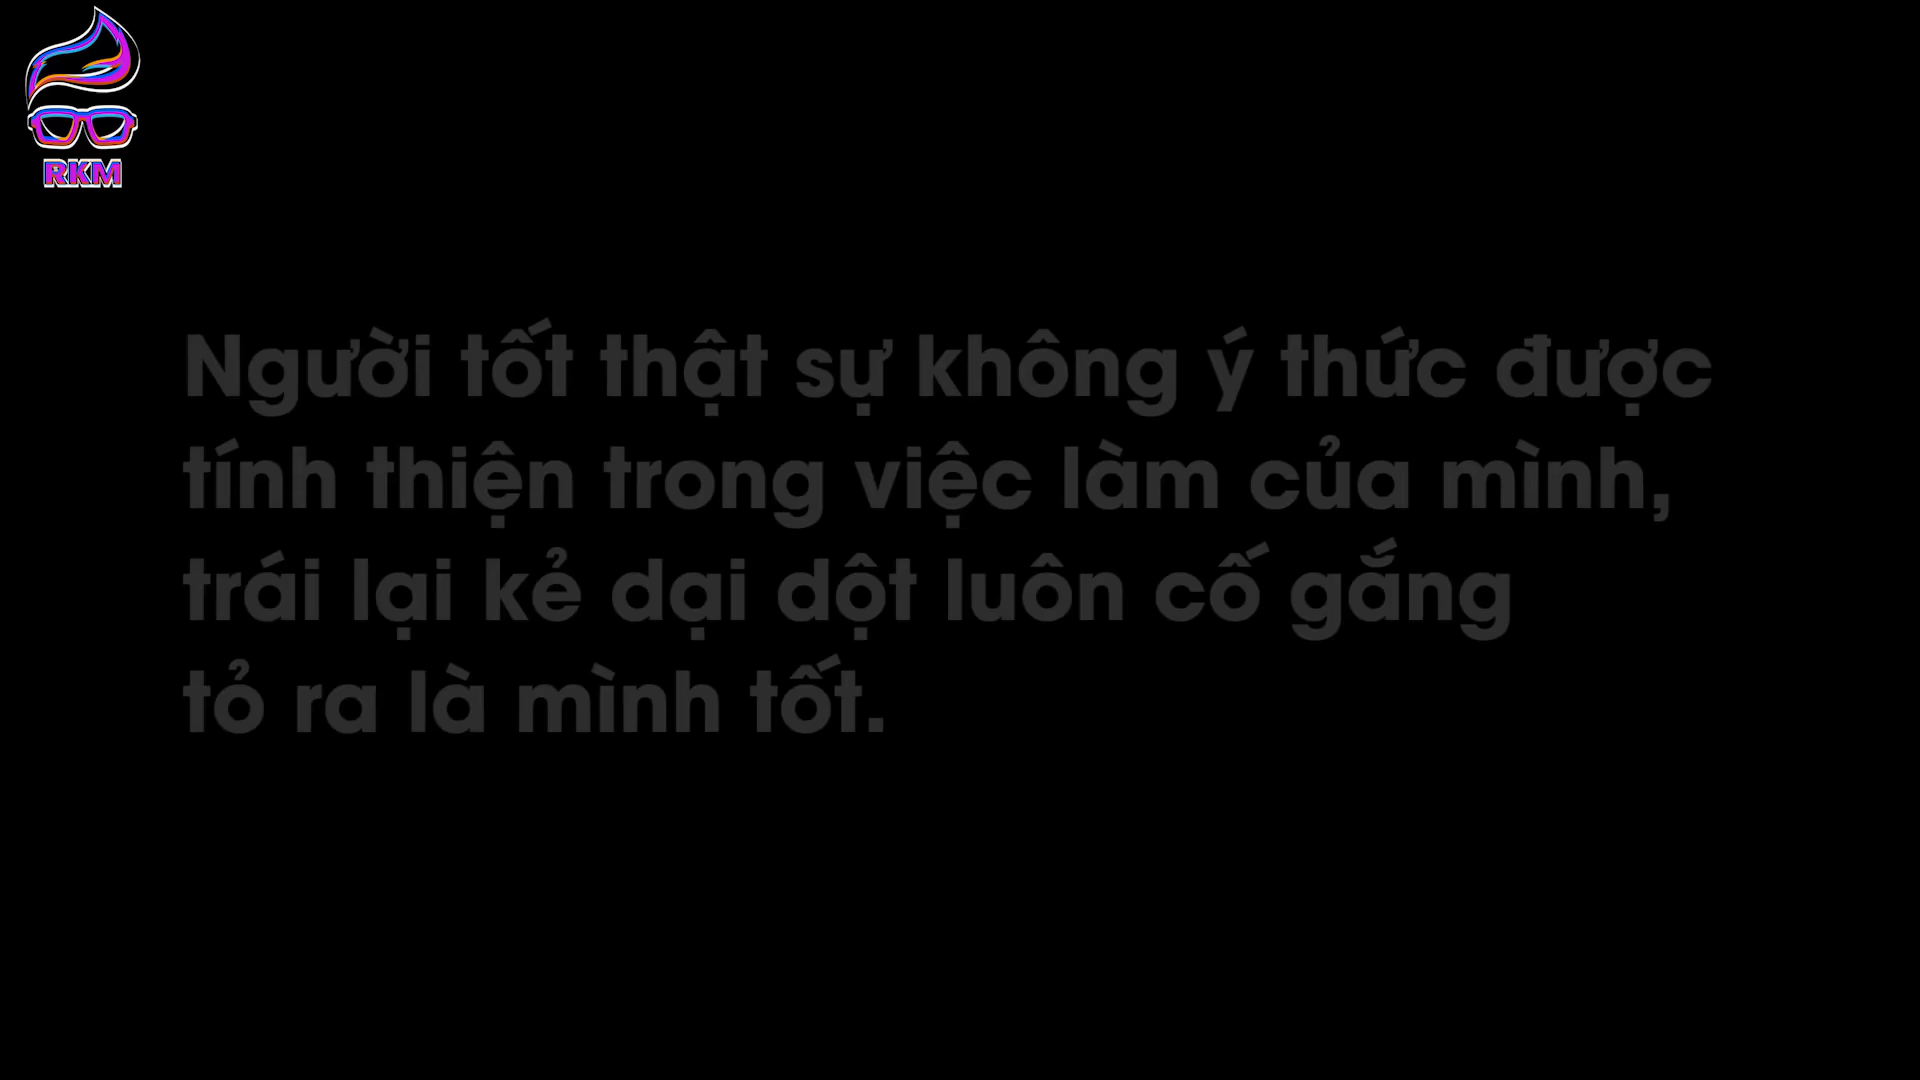 RKM
Người tốt thật sự không ý thức được
tính thiện trong việc làm của mình,
trái lại kẻ dại dột luôn cố gắng
tỏ ra là mình tốt.